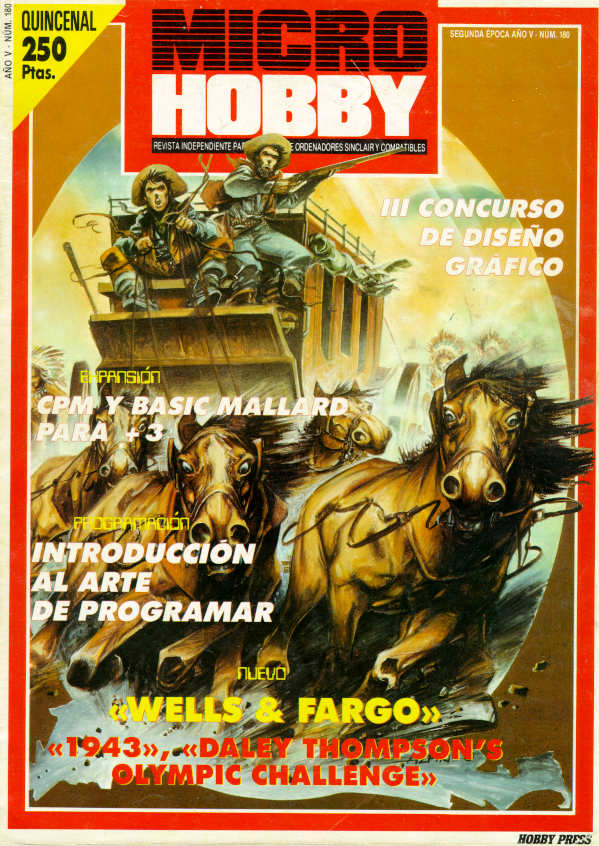 AÑO V - NÚM. 180
QUINCENAL
250
Ptas.
MICRO
HOBBY
SEGUNDA ÉPOCA AÑO V - NÚM. 180
REVISTA INDEPENDIENTE PAR E ORDENADORES SINCLAIR Y COMPATIBLES
III CONCURSO
DE DISEÑO
GRÁFICO
EXPANSIÓN
CPM Y BASIC MALLARD
PARA +3
PROGRAMACIÓN
INTRODUCCIÓN
AL ARTE
DE PROGRAMAR
NUEVO
«WELLS & FARGO»
«1943», «DALEY THOMPSON'S
OLYMPIC CHALLENGE»
HOBBY PRESS